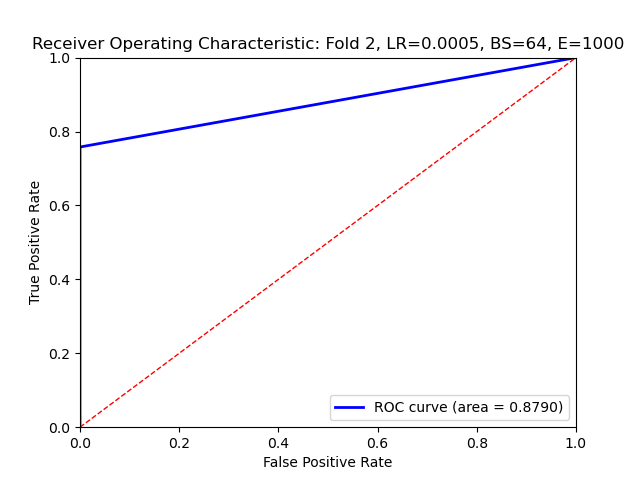 Receiver Operating Characteristic: Fold 2, LR=0.0005, BS=64, E=1000
1.0
0.8
0.6
0.4
0.2
0.0
True Positive Rate
ROC curve (area = 0.8790)
0.0 0.2 0.4 0.6 0.8 1.0
False Positive Rate